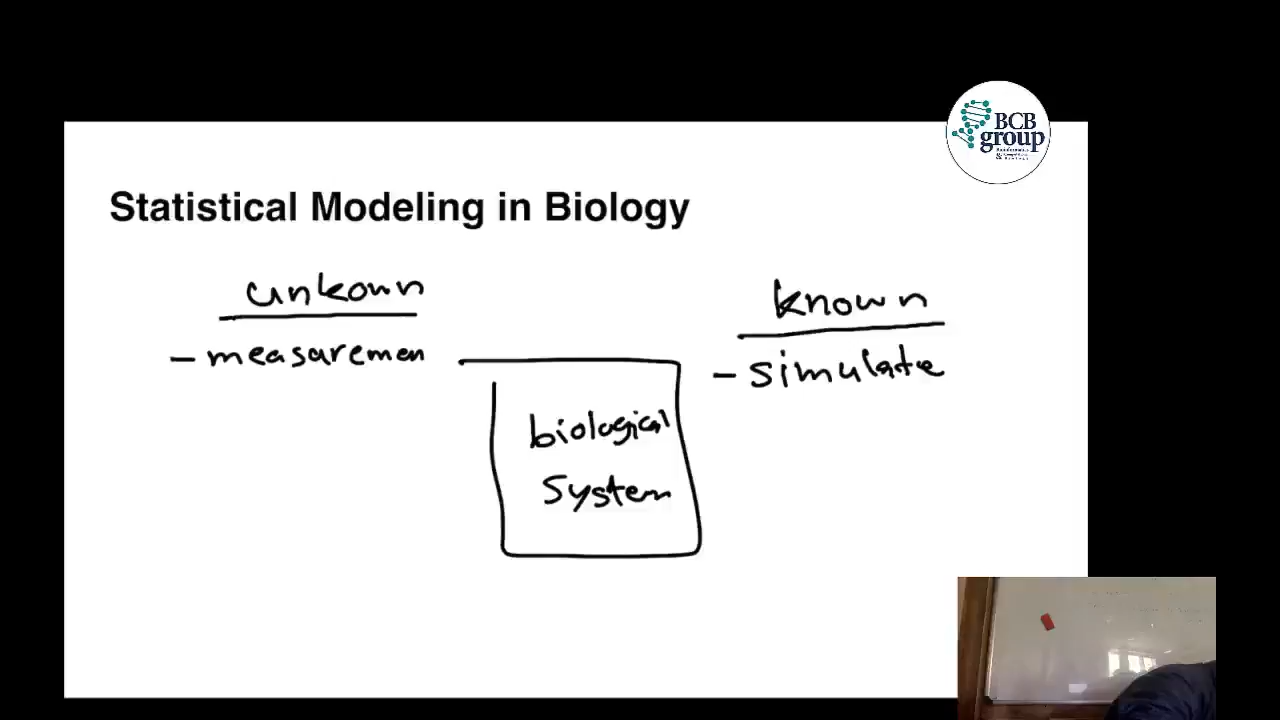 BCB
group
Statistical Modeling in Biology
unkown
known
- measuremen
- simulate
biological
System